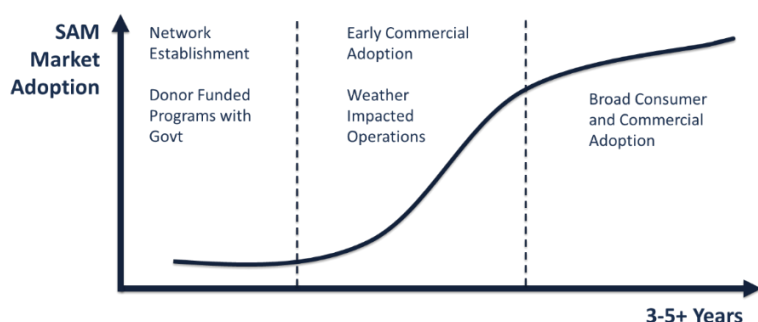 SAM
Market
Adoption
Network
Establishment
Donor Funded
Programs with
Govt
Early Commercial
Adoption
Weather
Impacted
Operations
Broad Consumer
and Commercial
Adoption
3-5+ Years